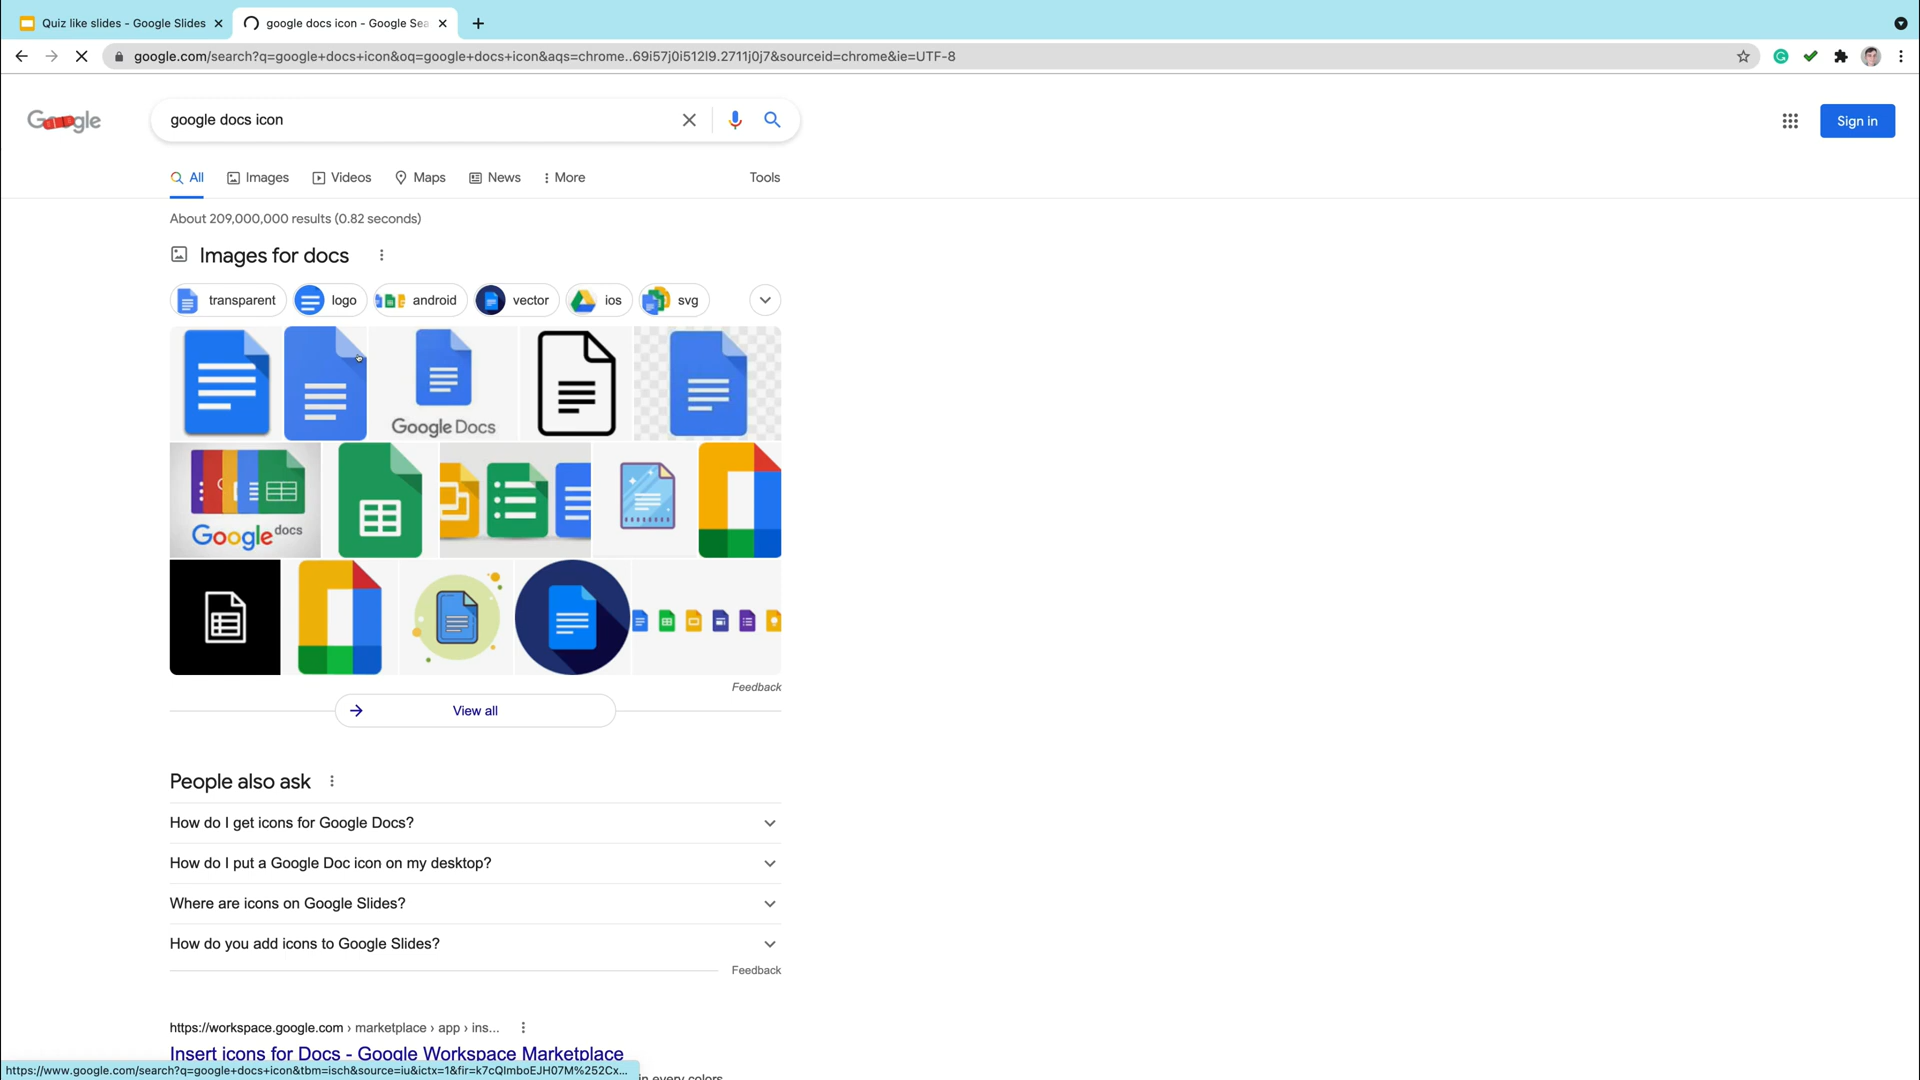 Quiz like slides - Google Slides
google docs icon - Google Sea
google.com/search?q=google+docs+icon&oq=google+docs+icon&aqs=chrome..69i57j0i512l9.2711j0j7&sourceid=chrome&ie=UTF-8
Google
google docs icon
Sign in
All
Images
Videos
Maps
News
More
Tools
About 209,000,000 results (0.82 seconds)
Images for docs
transparent
logo
android
vector
ios
svg
Google Docs
Google docs
Feedback
View all
People also ask
How do I get icons for Google Docs?
How do I put a Google Doc icon on my desktop?
Where are icons on Google Slides?
How do you add icons to Google Slides?
Feedback
https://workspace.google.com › marketplace › app › ins...
Insert icons for Docs - Google Workspace Marketplace
https://www.google.com/search?q=google+docs+icon&tbm=isch&source=iu&ictx=1&fir=k7cQImboEJH07M%252Cx...
in every colors